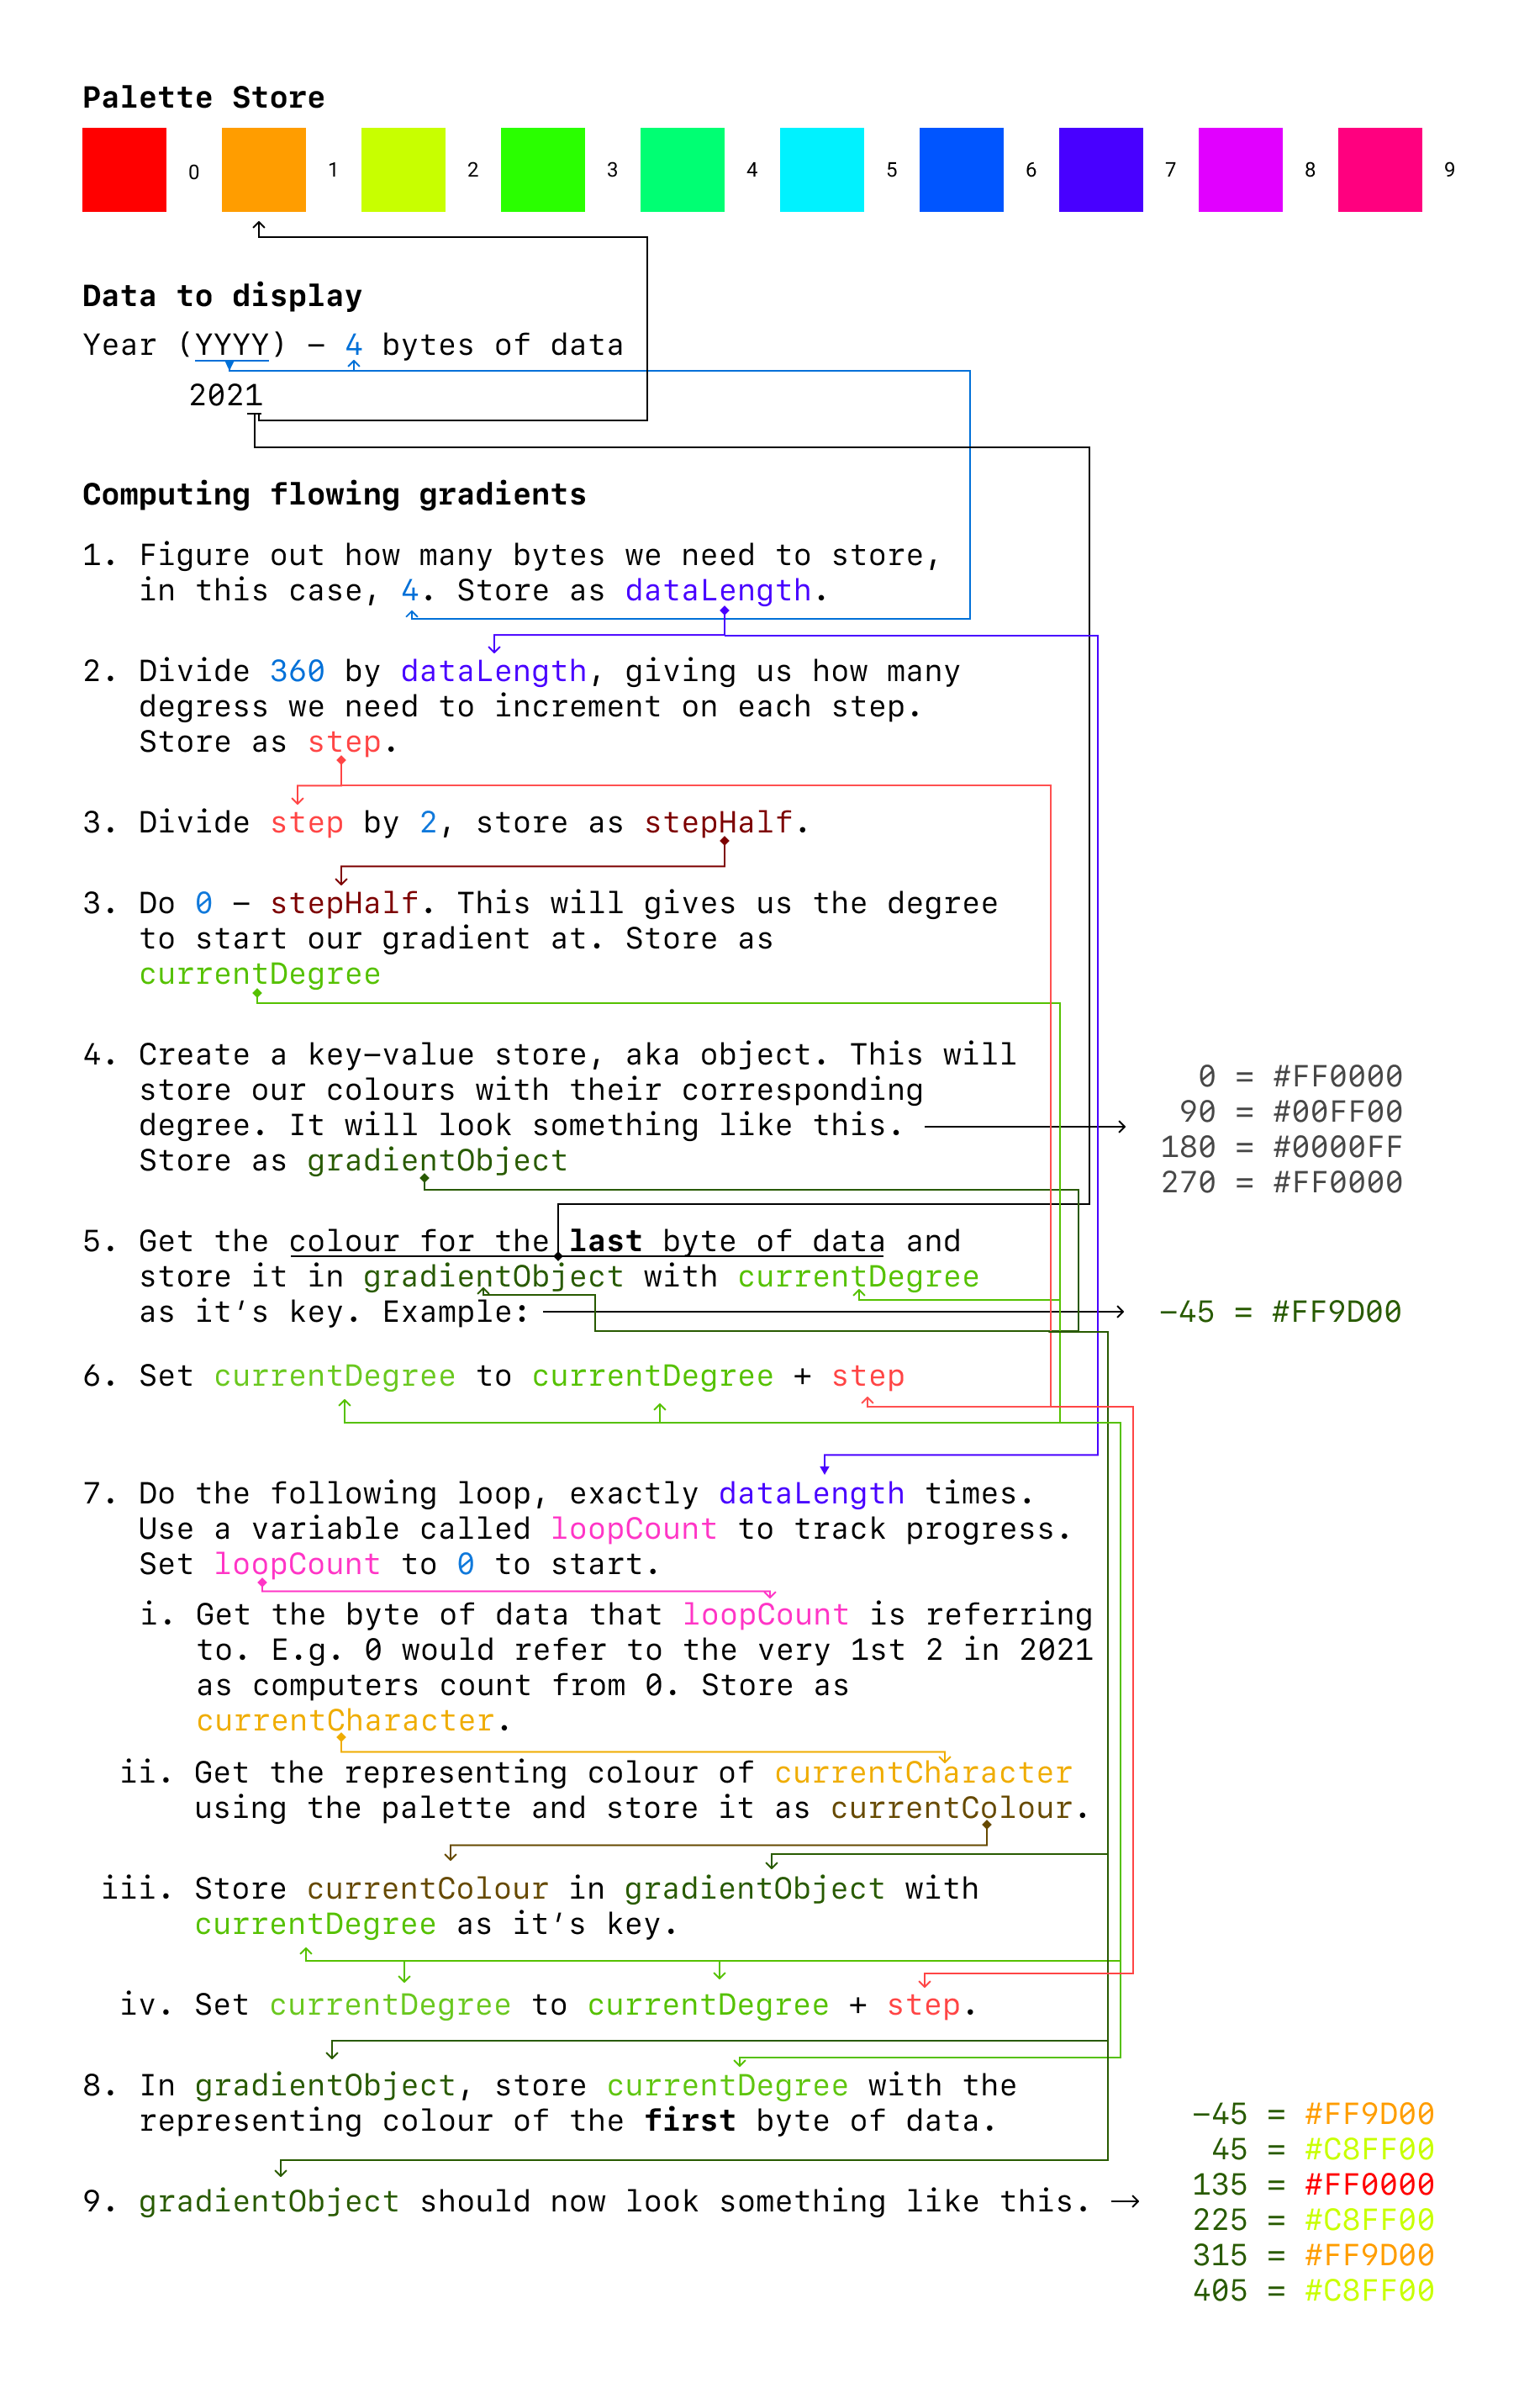 Palette Store
0 1 2 3 4 5 6 7 8 9
Data to display
Year (YYYY) – 4 bytes of data
2021
Computing flowing gradients
1. Figure out how many bytes we need to store,
in this case, 4. Store as dataLength.
2. Divide 360 by dataLength, giving us how many
degress we need to increment on each step.
Store as step.
3. Divide step by 2, store as stepHalf.
3. Do 0 – stepHalf. This will gives us the degree
to start our gradient at. Store as
currentDegree
4. Create a key–value store, aka object. This will
store our colours with their corresponding
degree. It will look something like this.
Store as gradientObject
0 = #FF0000
90 = #00FF00
180 = #0000FF
270 = #FF0000
5. Get the colour for the last byte of data and
store it in gradientObject with currentDegree
as it’s key. Example:
–45 = #FF9D00
6. Set currentDegree to currentDegree + step
7. Do the following loop, exactly dataLength times.
Use a variable called loopCount to track progress.
Set loopCount to 0 to start.
i. Get the byte of data that loopCount is referring
to. E.g. 0 would refer to the very 1st 2 in 2021
as computers count from 0. Store as
currentCharacter.
ii. Get the representing colour of currentCharacter
using the palette and store it as currentColour.
iii. Store currentColour in gradientObject with
currentDegree as it’s key.
iv. Set currentDegree to currentDegree + step.
8. In gradientObject, store currentDegree with the
representing colour of the first byte of data.
9. gradientObject should now look something like this.
–45 = #FF9D00
45 = #C8FF00
135 = #FF0000
225 = #C8FF00
315 = #FF9D00
405 = #C8FF00